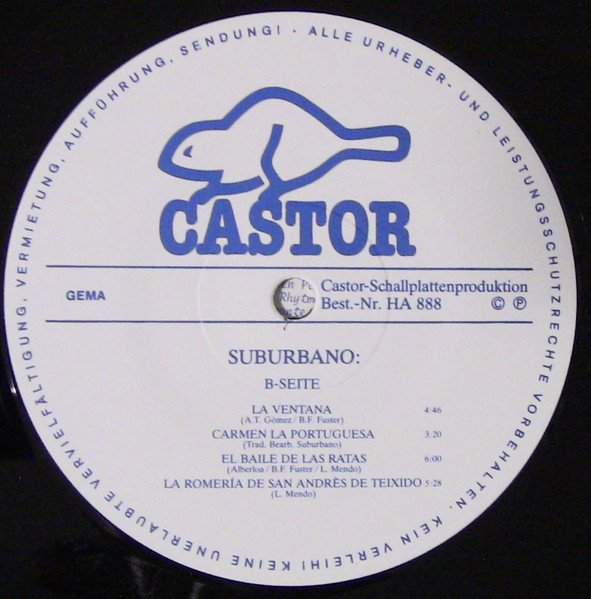 ALLE URHEBER- UND LEISTUNGSSCHUTZRECHTE VORBEHALTEN · KEIN VERLEIH! KEINE UNERLAUBTE VERVIELFÄLTIGUNG, VERMIETUNG, AUFFÜHRUNG, SENDUNG! ·
CASTOR
GEMA
Castor-Schallplattenproduktion
Best.-Nr. HA 888 © ℗
Rhytm
SUBURBANO:
B-SEITE
LA VENTANA 4:46
(A.T. Gómez / B.F. Fuster)
CARMEN LA PORTUGUESA 3:20
(Trad. Bearb. Suburbano)
EL BAILE DE LAS RATAS 6:00
(Alberloa / B.F. Fuster / L. Mendo)
LA ROMERÍA DE SAN ANDRÈS DE TEIXIDO 5:28
(L. Mendo)